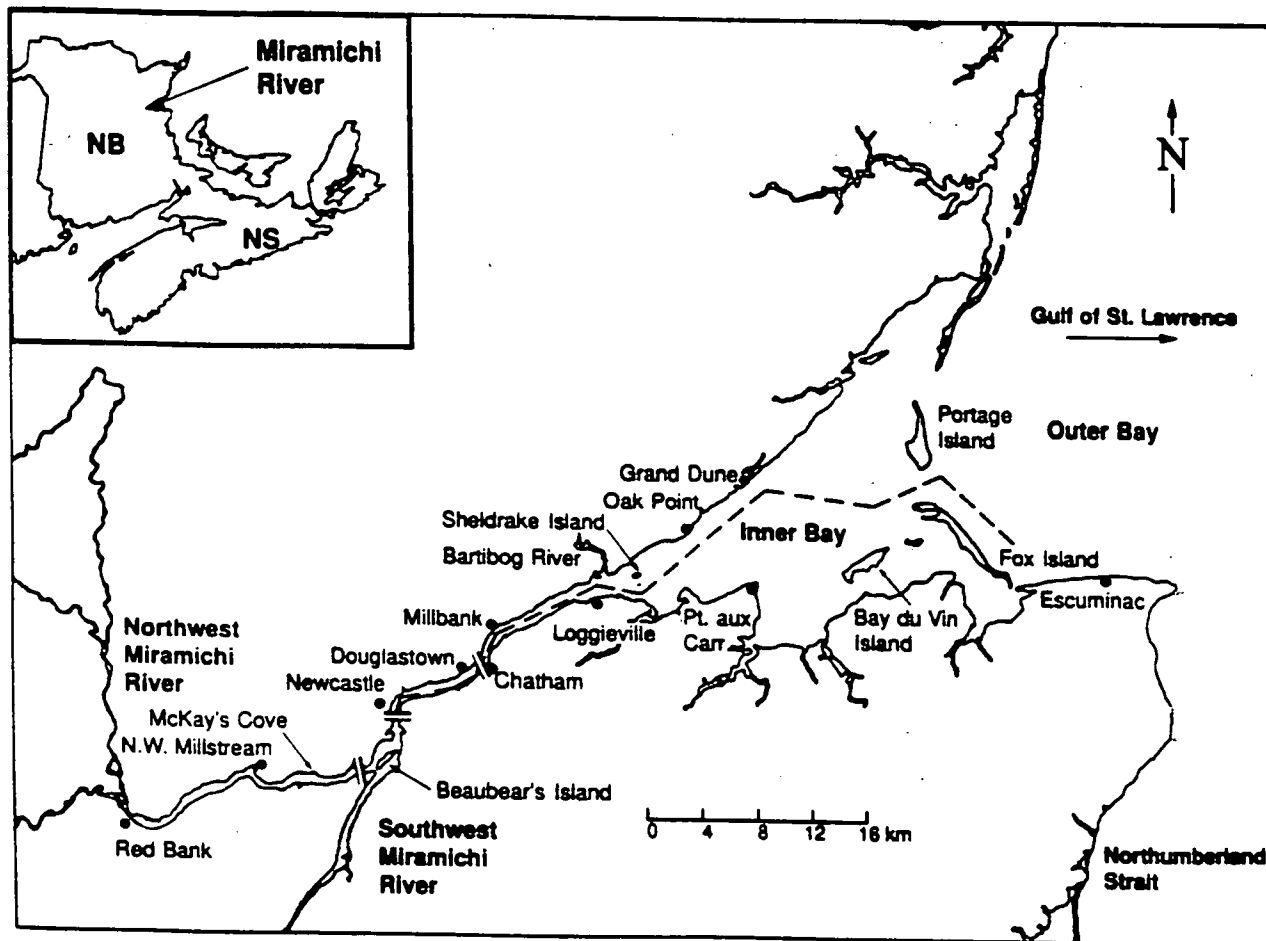 Miramichi
River
NB
NS
N
Gulf of St. Lawrence
Portage
Island
Outer Bay
Grand Dune
Oak Point
Sheldrake Island
Inner Bay
Bartibog River
Fox Island
Escuminac
Millbank
Loggieville
Pt. aux
Carr
Bay du Vin
Island
Northwest
Miramichi
River
Douglastown
Newcastle
Chatham
McKay's Cove
N.W. Millstream
Beaubear's Island
Red Bank
Southwest
Miramichi
River
0 4 8 12 16 km
Northumberland
Strait